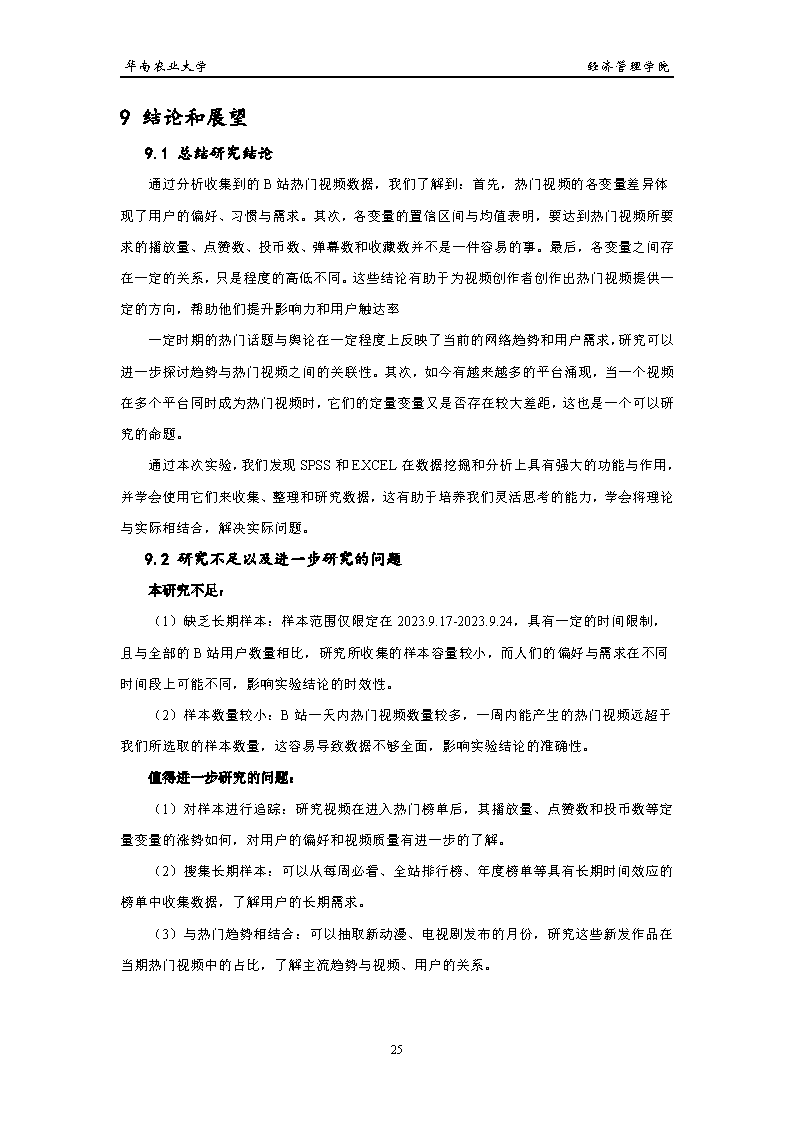 华南农业大学 经济管理学院
9 结论和展望
9.1 总结研究结论
通过分析收集到的 B 站热门视频数据，我们了解到：首先，热门视频的各变量差异体
现了用户的偏好、习惯与需求。其次，各变量的置信区间与均值表明，要达到热门视频所要
求的播放量、点赞数、投币数、弹幕数和收藏数并不是一件容易的事。最后，各变量之间存
在一定的关系，只是程度的高低不同。这些结论有助于为视频创作者创作出热门视频提供一
定的方向，帮助他们提升影响力和用户触达率
一定时期的热门话题与舆论在一定程度上反映了当前的网络趋势和用户需求，研究可以
进一步探讨趋势与热门视频之间的关联性。其次，如今有越来越多的平台涌现，当一个视频
在多个平台同时成为热门视频时，它们的定量变量又是否存在较大差距，这也是一个可以研
究的命题。
通过本次实验，我们发现 SPSS 和 EXCEL 在数据挖掘和分析上具有强大的功能与作用，
并学会使用它们来收集、整理和研究数据，这有助于培养我们灵活思考的能力，学会将理论
与实际相结合，解决实际问题。
9.2 研究不足以及进一步研究的问题
本研究不足：
（1）缺乏长期样本：样本范围仅限定在 2023.9.17-2023.9.24，具有一定的时间限制，
且与全部的 B 站用户数量相比，研究所收集的样本容量较小，而人们的偏好与需求在不同
时间段上可能不同，影响实验结论的时效性。
（2）样本数量较小：B 站一天内热门视频数量较多，一周内能产生的热门视频远超于
我们所选取的样本数量，这容易导致数据不够全面，影响实验结论的准确性。
值得进一步研究的问题：
（1）对样本进行追踪：研究视频在进入热门榜单后，其播放量、点赞数和投币数等定
量变量的涨势如何，对用户的偏好和视频质量有进一步的了解。
（2）搜集长期样本：可以从每周必看、全站排行榜、年度榜单等具有长期时间效应的
榜单中收集数据，了解用户的长期需求。
（3）与热门趋势相结合：可以抽取新动漫、电视剧发布的月份，研究这些新发作品在
当期热门视频中的占比，了解主流趋势与视频、用户的关系。
25